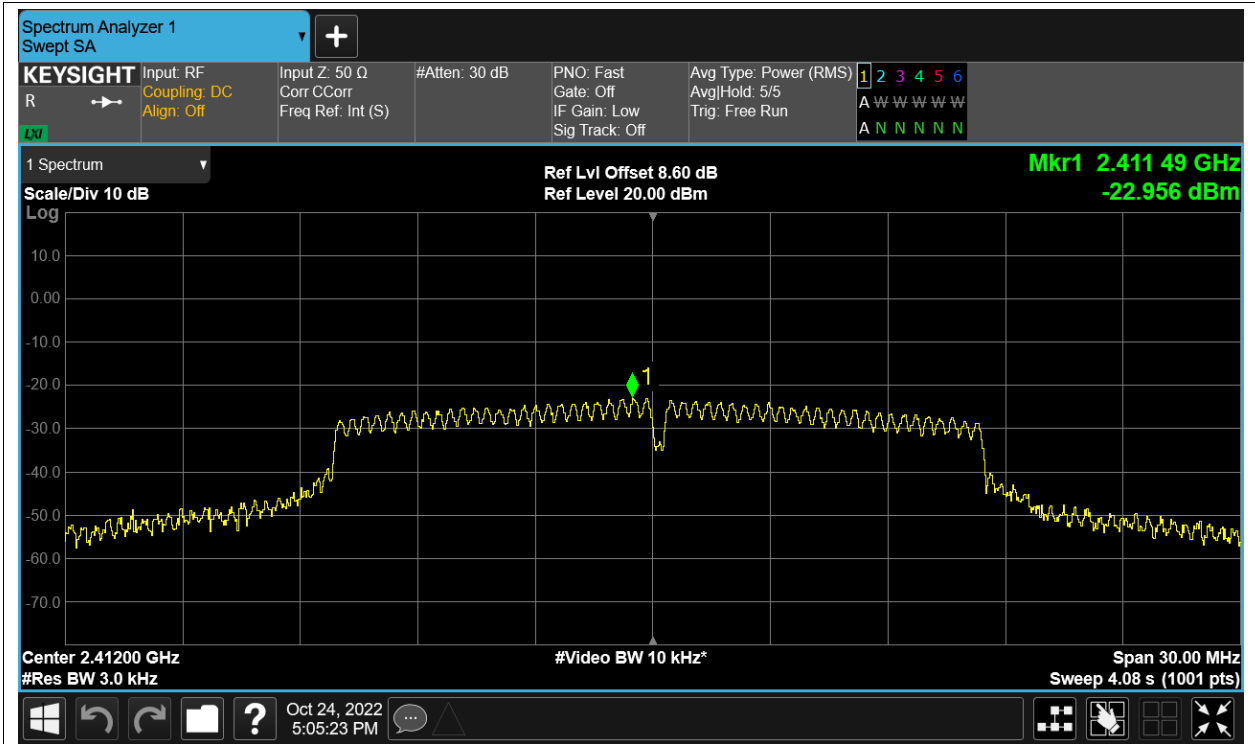 Spectrum Analyzer 1
Swept SA
KEYSIGHT
R
LXI
Input: RF
Coupling: DC
Align: Off
Input Z: 50 Ω
Corr CCorr
Freq Ref: Int (S)
#Atten: 30 dB
PNO: Fast
Gate: Off
IF Gain: Low
Sig Track: Off
Avg Type: Power (RMS)
Avg|Hold: 5/5
Trig: Free Run
1 2 3 4 5 6
A W W W W W
A N N N N N
1 Spectrum
Ref Lvl Offset 8.60 dB
Mkr1 2.411 49 GHz
Scale/Div 10 dB
Ref Level 20.00 dBm
-22.956 dBm
Log
10.0
0.00
-10.0
1
-20.0
-30.0
-40.0
-50.0
-60.0
-70.0
Center 2.41200 GHz
#Video BW 10 kHz*
Span 30.00 MHz
#Res BW 3.0 kHz
Sweep 4.08 s (1001 pts)
?
Oct 24, 2022
5:05:23 PM